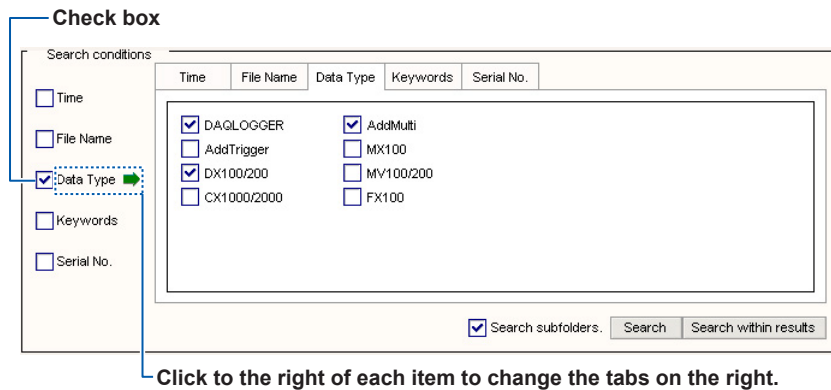 Check box
Search conditions
Time File Name Data Type Keywords Serial No.
Time
File Name
Data Type
Keywords
Serial No.
DAQLOGGER AddMulti
AddTrigger MX100
DX100/200 MV100/200
CX1000/2000 FX100
Search subfolders. Search Search within results
Click to the right of each item to change the tabs on the right.